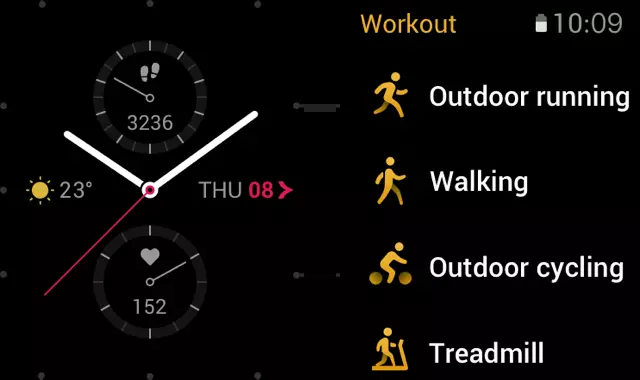 3236
23°
THU 08
152
Workout
10:09
Outdoor running
Walking
Outdoor cycling
Treadmill